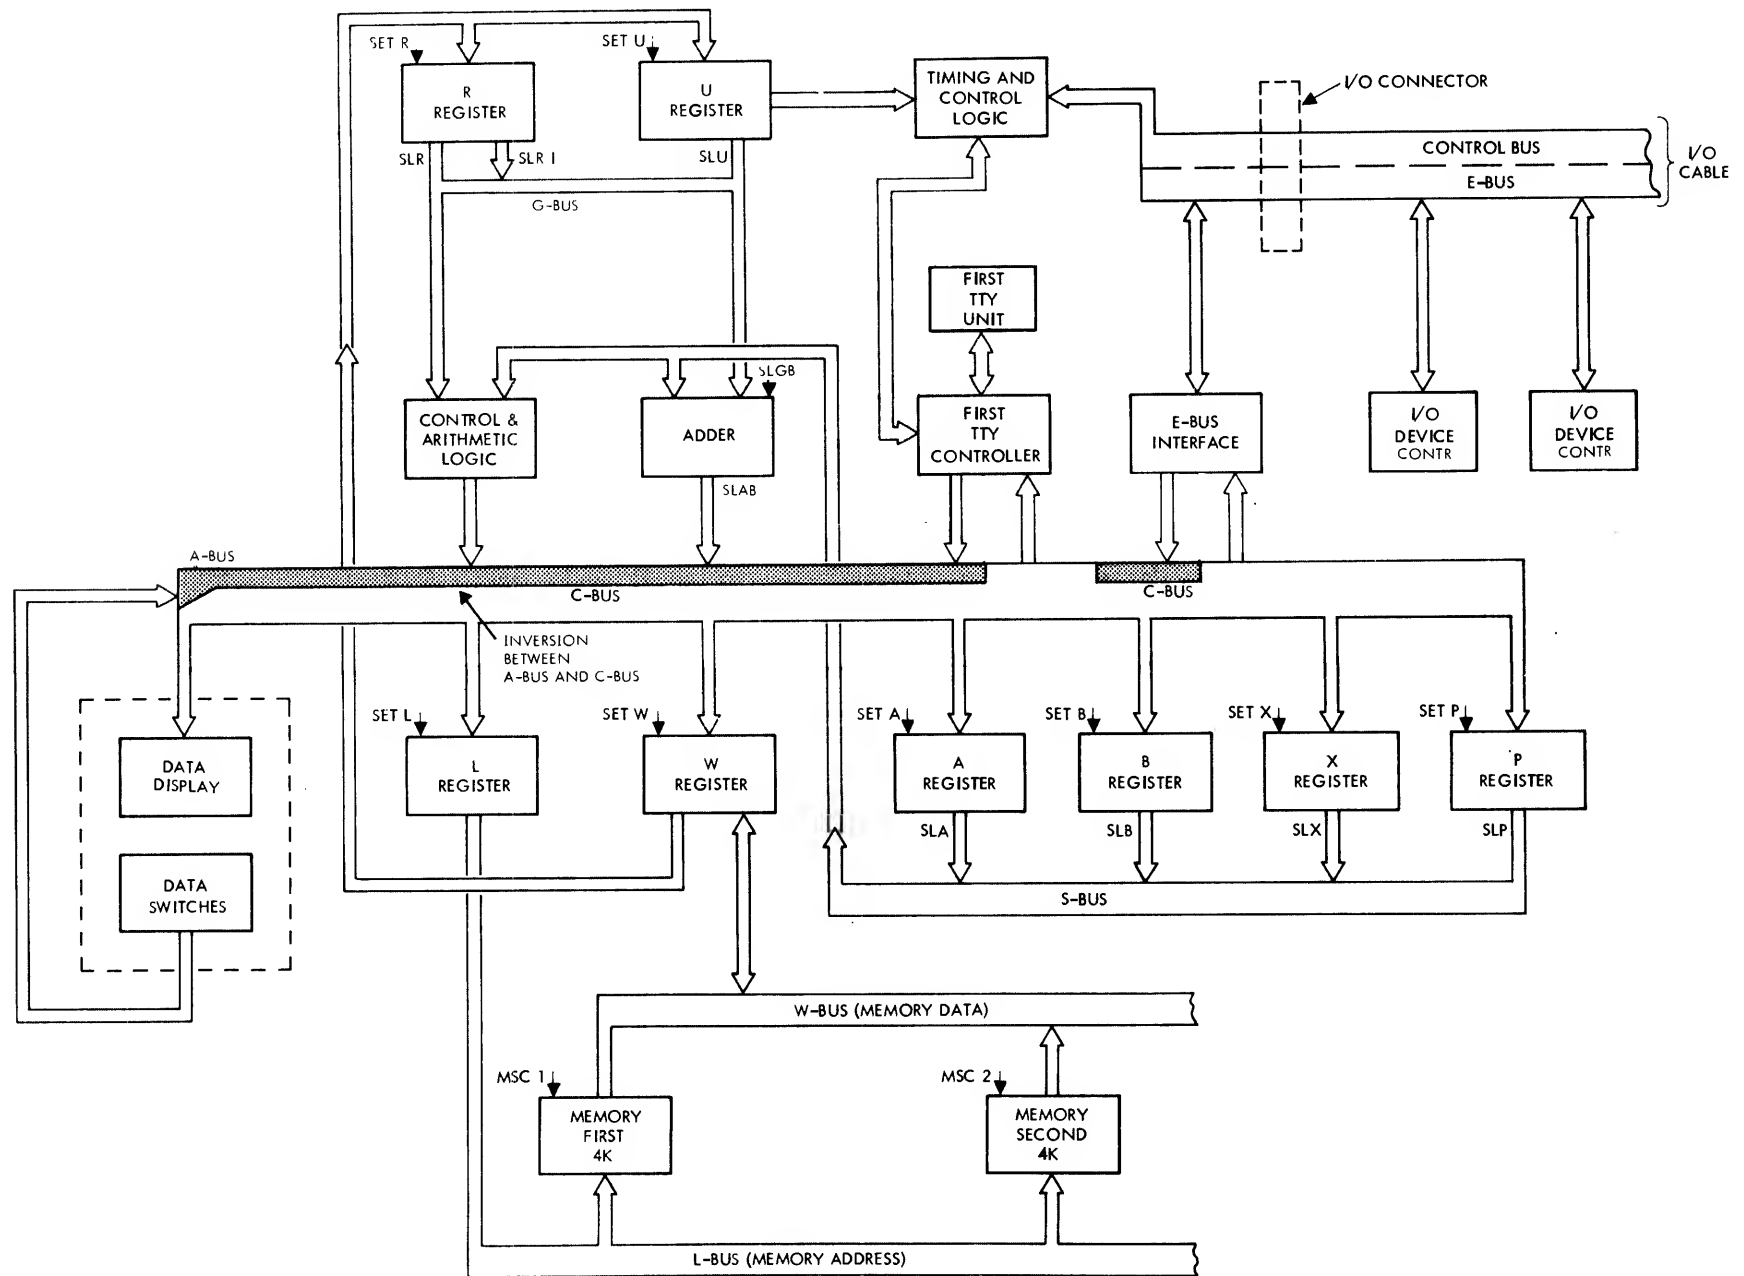 SET R
SET U
R
REGISTER
U
REGISTER
TIMING AND
CONTROL
LOGIC
I/O CONNECTOR
CONTROL BUS
E-BUS
I/O
CABLE
SLR
SLR I
SLU
G-BUS
FIRST
TTY
UNIT
SLGB
CONTROL &
ARITHMETIC
LOGIC
ADDER
FIRST
TTY
CONTROLLER
E-BUS
INTERFACE
I/O
DEVICE
CONTR
I/O
DEVICE
CONTR
SLAB
A-BUS
C-BUS
C-BUS
INVERSION
BETWEEN
A-BUS AND C-BUS
SET L
SET W
SET A
SET B
SET X
SET P
DATA
DISPLAY
L
REGISTER
W
REGISTER
A
REGISTER
B
REGISTER
X
REGISTER
P
REGISTER
SLA
SLB
SLX
SLP
DATA
SWITCHES
S-BUS
W-BUS (MEMORY DATA)
MSC 1
MSC 2
MEMORY
FIRST
4K
MEMORY
SECOND
4K
L-BUS (MEMORY ADDRESS)